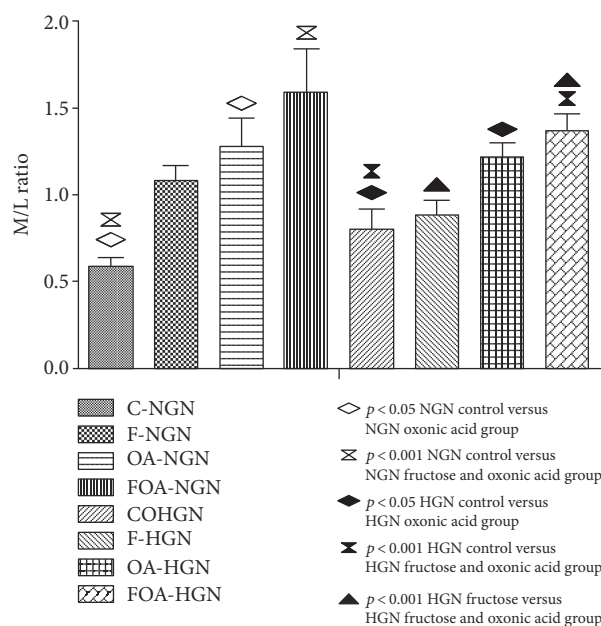 2.0
1.5
1.0
0.5
0.0
M/L ratio
C-NGN
F-NGN
OA-NGN
FOA-NGN
COHGN
F-HGN
OA-HGN
FOA-HGN
p < 0.05 NGN control versus
NGN oxonic acid group
p < 0.001 NGN control versus
NGN fructose and oxonic acid group
p < 0.05 HGN control versus
HGN oxonic acid group
p < 0.001 HGN control versus
HGN fructose and oxonic acid group
p < 0.001 HGN fructose versus
HGN fructose and oxonic acid group